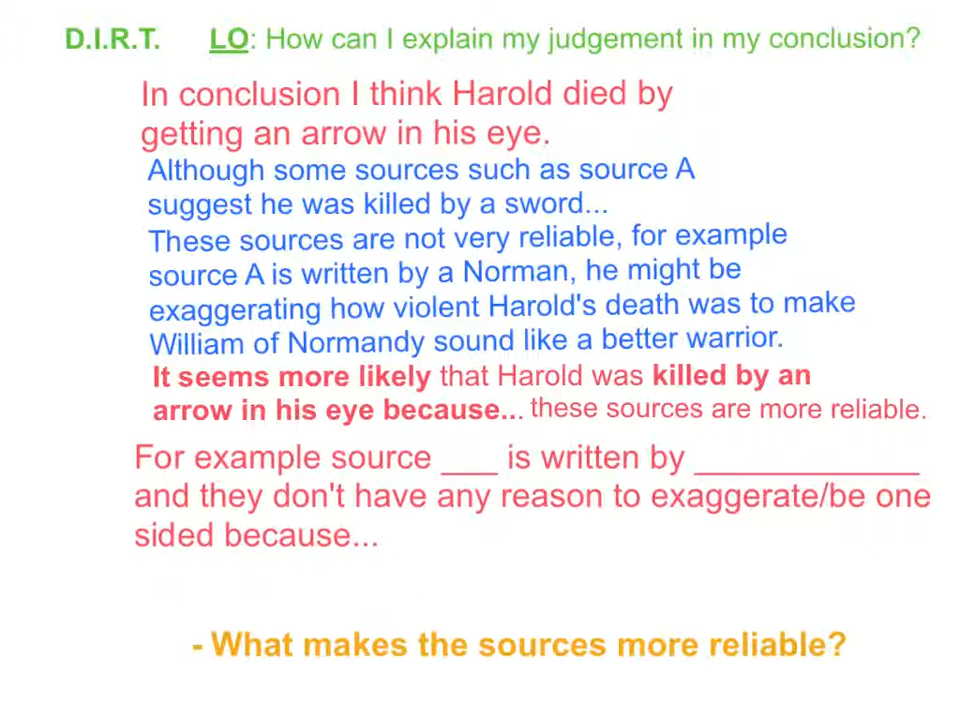 D.I.R.T. LO: How can I explain my judgement in my conclusion?
In conclusion I think Harold died by
getting an arrow in his eye.
Although some sources such as source A
suggest he was killed by a sword...
These sources are not very reliable, for example
source A is written by a Norman, he might be
exaggerating how violent Harold's death was to make
William of Normandy sound like a better warrior.
It seems more likely that Harold was killed by an
arrow in his eye because... these sources are more reliable.
For example source ___ is written by ____________
and they don't have any reason to exaggerate/be one
sided because...
- What makes the sources more reliable?